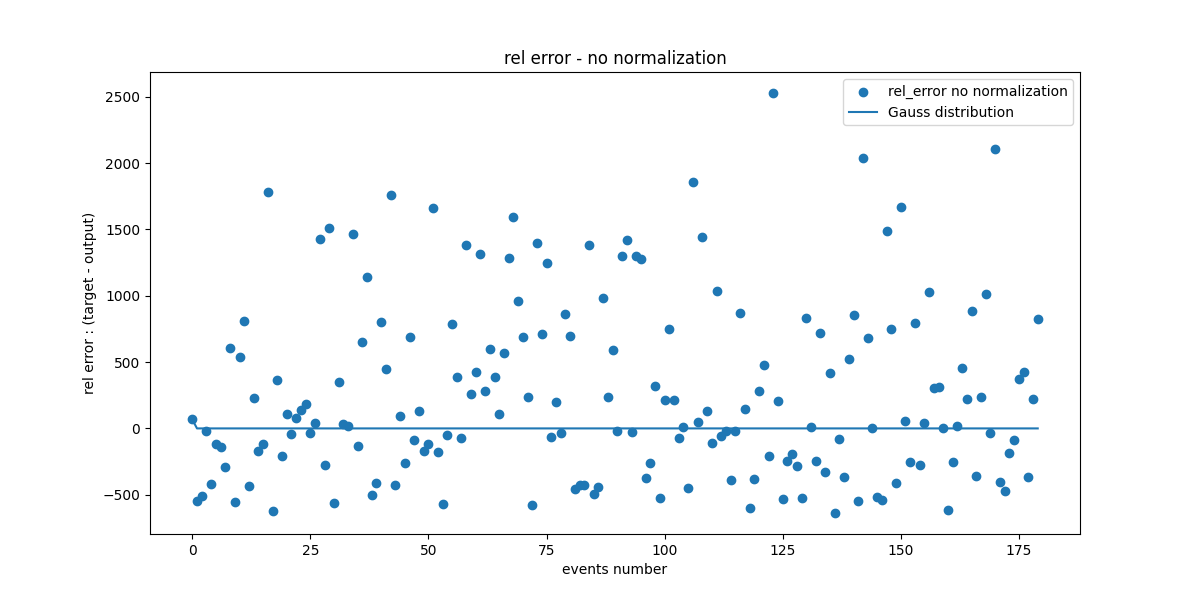 rel error - no normalization
rel_error no normalization
Gauss distribution
2500
2000
1500
1000
500
0
−500
rel error : (target - output)
0 25 50 75 100 125 150 175
events number